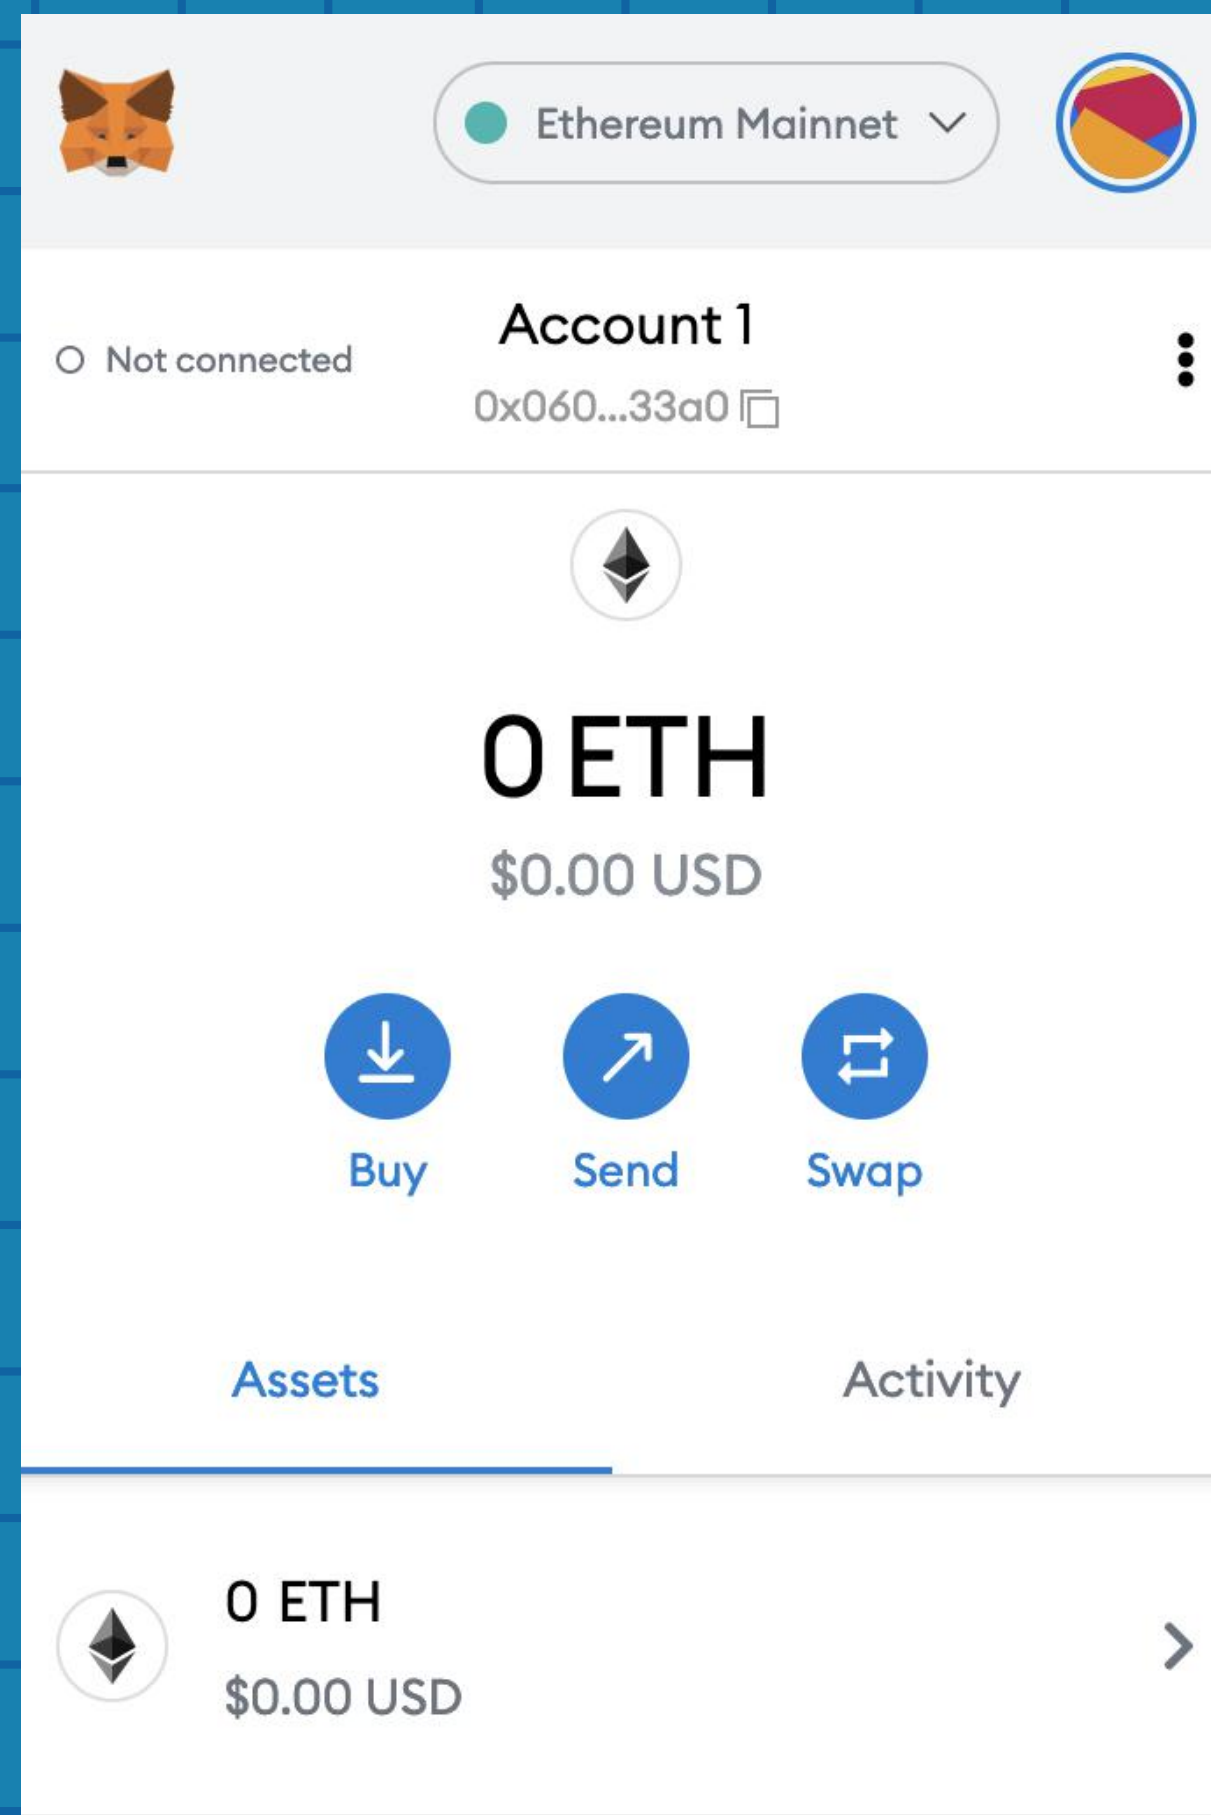 Ethereum Mainnet
Not connected
Account 1
0x060...33a0
0 ETH
$0.00 USD
Buy
Send
Swap
Assets
Activity
0 ETH
$0.00 USD